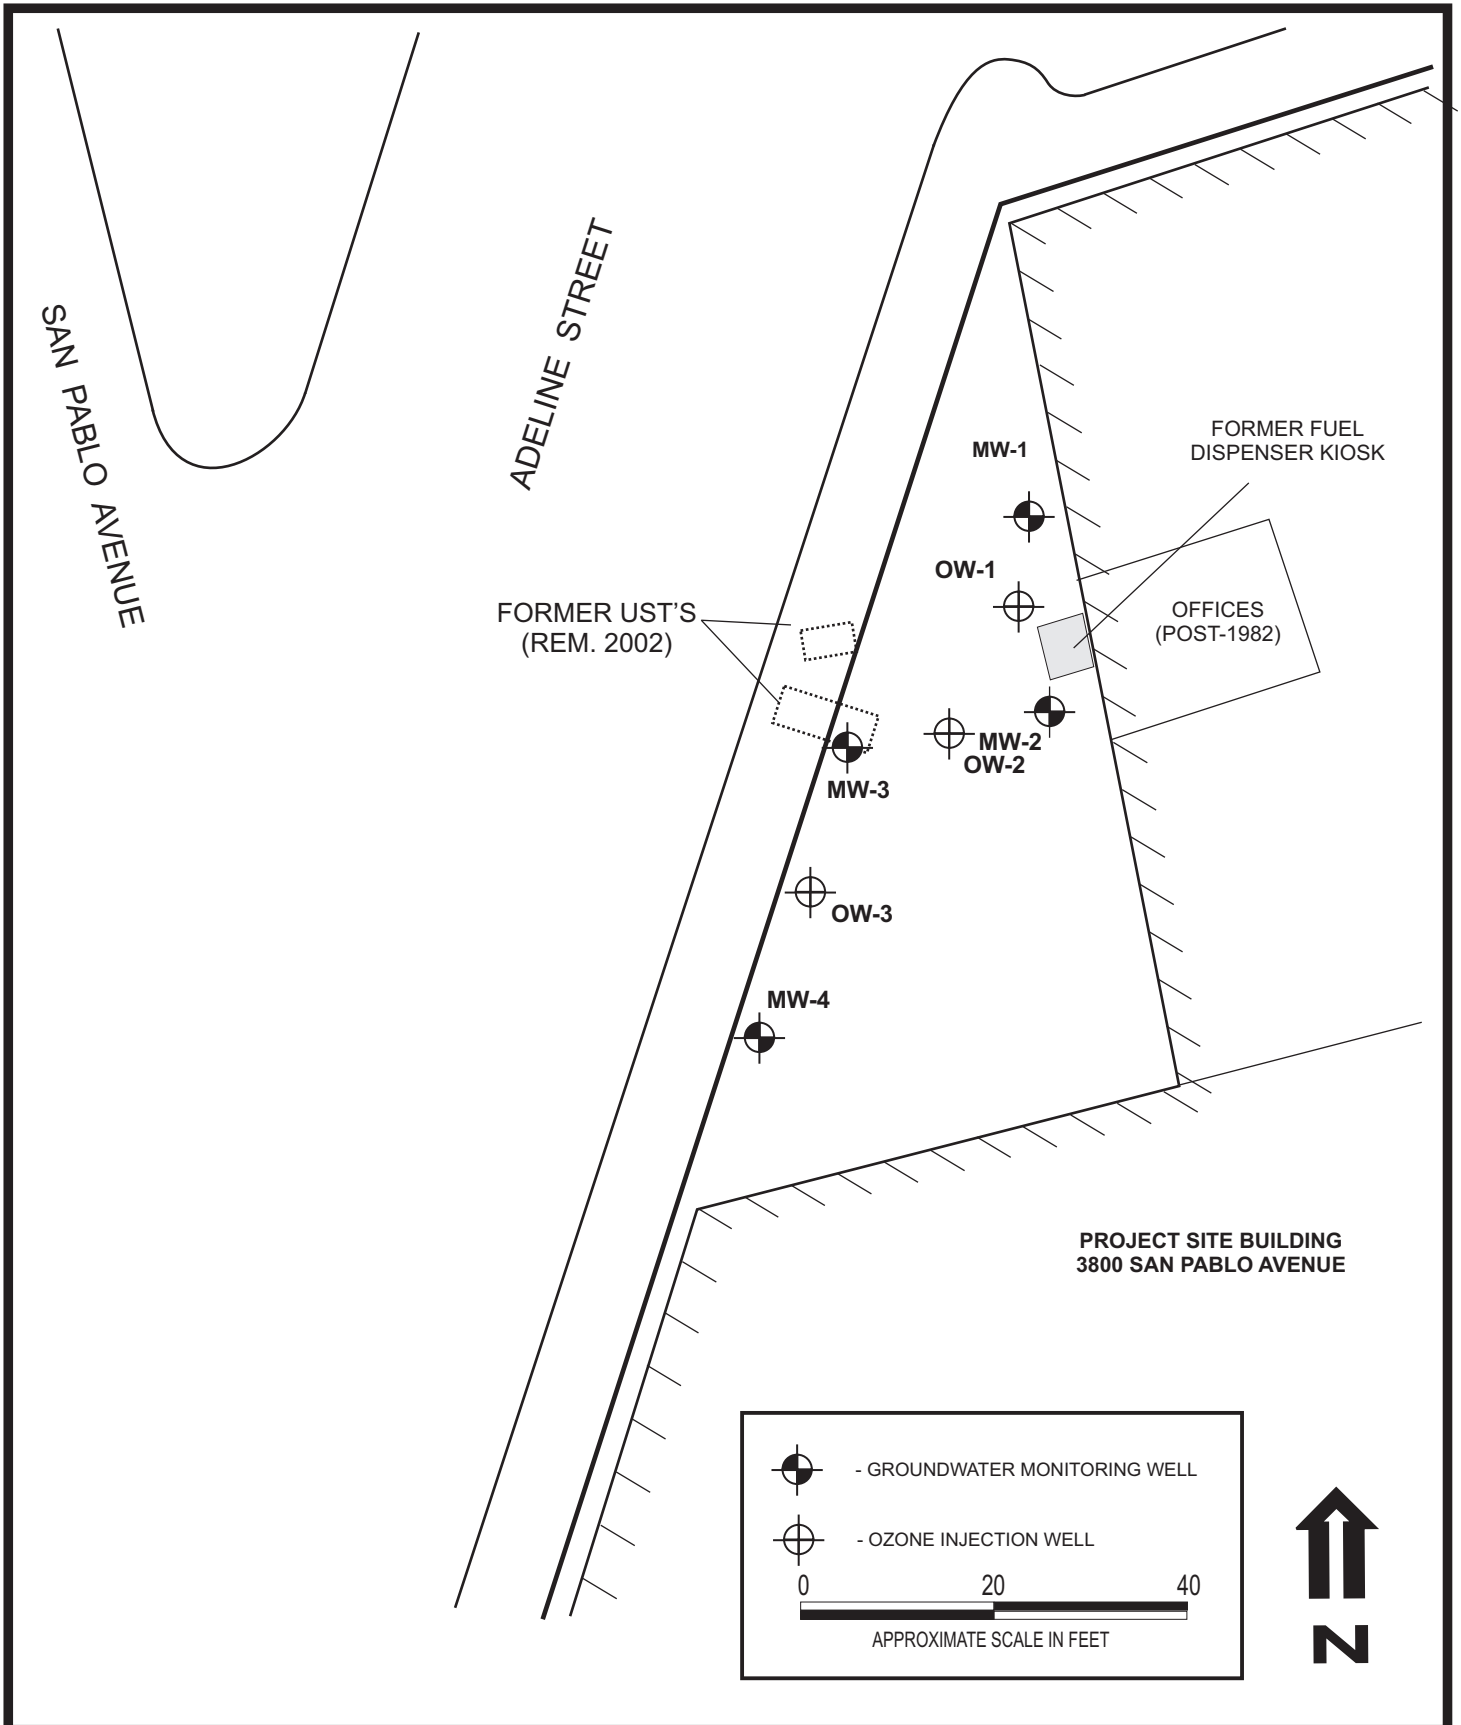 SAN PABLO AVENUE
ADELINE STREET
FORMER FUEL
DISPENSER KIOSK
MW-1
OW-1
OFFICES
(POST-1982)
FORMER UST'S
(REM. 2002)
MW-2
OW-2
MW-3
OW-3
MW-4
PROJECT SITE BUILDING
3800 SAN PABLO AVENUE
- GROUNDWATER MONITORING WELL
- OZONE INJECTION WELL
0 20 40
APPROXIMATE SCALE IN FEET
N